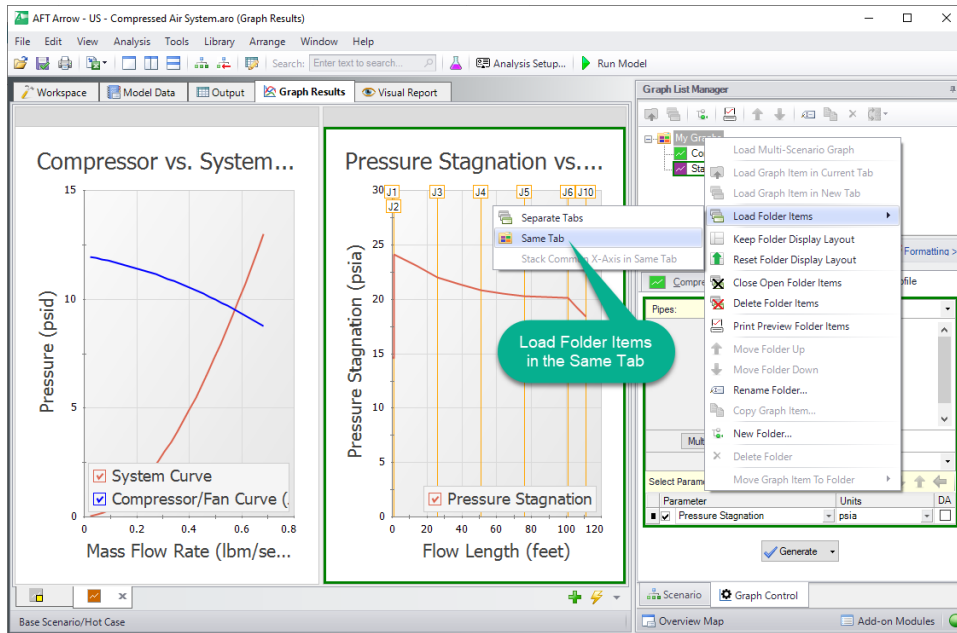 AFT Arrow - US - Compressed Air System.aro (Graph Results)
File Edit View Analysis Tools Library Arrange Window Help
Search: Enter text to search... Analysis Setup... Run Model
Workspace Model Data Output Graph Results Visual Report
Graph List Manager
My Graphs
Co
Sta
Load Multi-Scenario Graph
Load Graph Item in Current Tab
Load Graph Item in New Tab
Load Folder Items
Keep Folder Display Layout
Reset Folder Display Layout
Close Open Folder Items
Delete Folder Items
Print Preview Folder Items
Move Folder Up
Move Folder Down
Rename Folder...
Copy Graph Item...
New Folder...
Delete Folder
Move Graph Item To Folder
Separate Tabs
Same Tab
Stack Common X-Axis in Same Tab
Load Folder Items
in the Same Tab
Formatting >
Compre
ofile
Pipes:
Mult
Select Parame
Parameter Units DA
Pressure Stagnation psia
Generate
Scenario Graph Control
Overview Map Add-on Modules
Compressor vs. System...
15
10
5
0
Pressure (psid)
System Curve
Compressor/Fan Curve (.
0 0.2 0.4 0.6 0.8
Mass Flow Rate (lbm/se...
Pressure Stagnation vs....
30
25
20
15
10
5
0
J1 J3 J4 J5 J6 J10
J2
Pressure Stagnation (psia)
Pressure Stagnation
0 20 40 60 80 100 120
Flow Length (feet)
Base Scenario/Hot Case